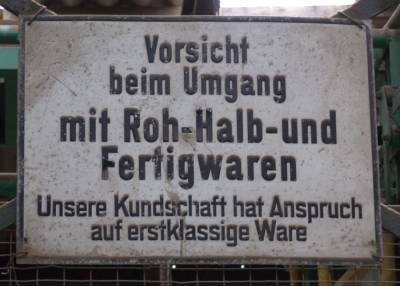 Vorsicht
beim Umgang
mit Roh-Halb-und
Fertigwaren
Unsere Kundschaft hat Anspruch
auf erstklassige Ware